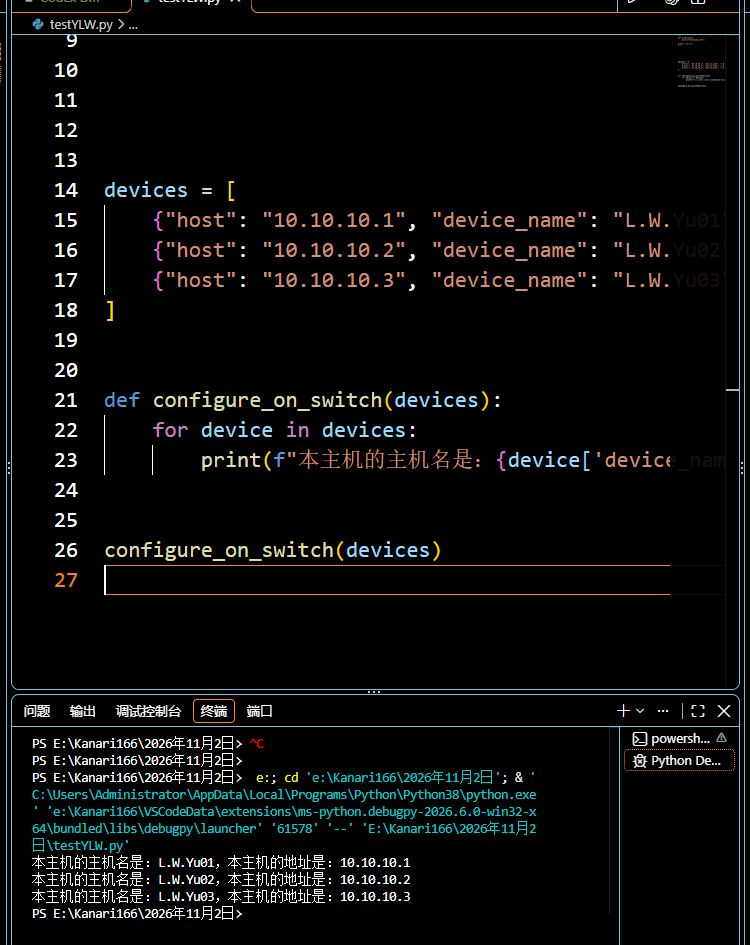 testYLW.py
testYLW.py > ...
9
10
11
12
13
14 devices = [
15 {"host": "10.10.10.1", "device_name": "L.W.Yu01"
16 {"host": "10.10.10.2", "device_name": "L.W.Yu02"
17 {"host": "10.10.10.3", "device_name": "L.W.Yu03"
18 ]
19
20
21 def configure_on_switch(devices):
22 for device in devices:
23 print(f"本主机的主机名是：{device['device_nam
24
25
26 configure_on_switch(devices)
27
问题 输出 调试控制台 终端 端口
powersh...
Python De...
PS E:\Kanari166\2026年11月2日> ^C
PS E:\Kanari166\2026年11月2日>
PS E:\Kanari166\2026年11月2日> e:; cd 'e:\Kanari166\2026年11月2日'; & '
C:\Users\Administrator\AppData\Local\Programs\Python\Python38\python.exe
' 'e:\Kanari166\VSCodeData\extensions\ms-python.debugpy-2026.6.0-win32-x
64\bundled\libs\debugpy\launcher' '61578' '--' 'E:\Kanari166\2026年11月2
日\testYLW.py'
本主机的主机名是：L.W.Yu01，本主机的地址是：10.10.10.1
本主机的主机名是：L.W.Yu02，本主机的地址是：10.10.10.2
本主机的主机名是：L.W.Yu03，本主机的地址是：10.10.10.3
PS E:\Kanari166\2026年11月2日>